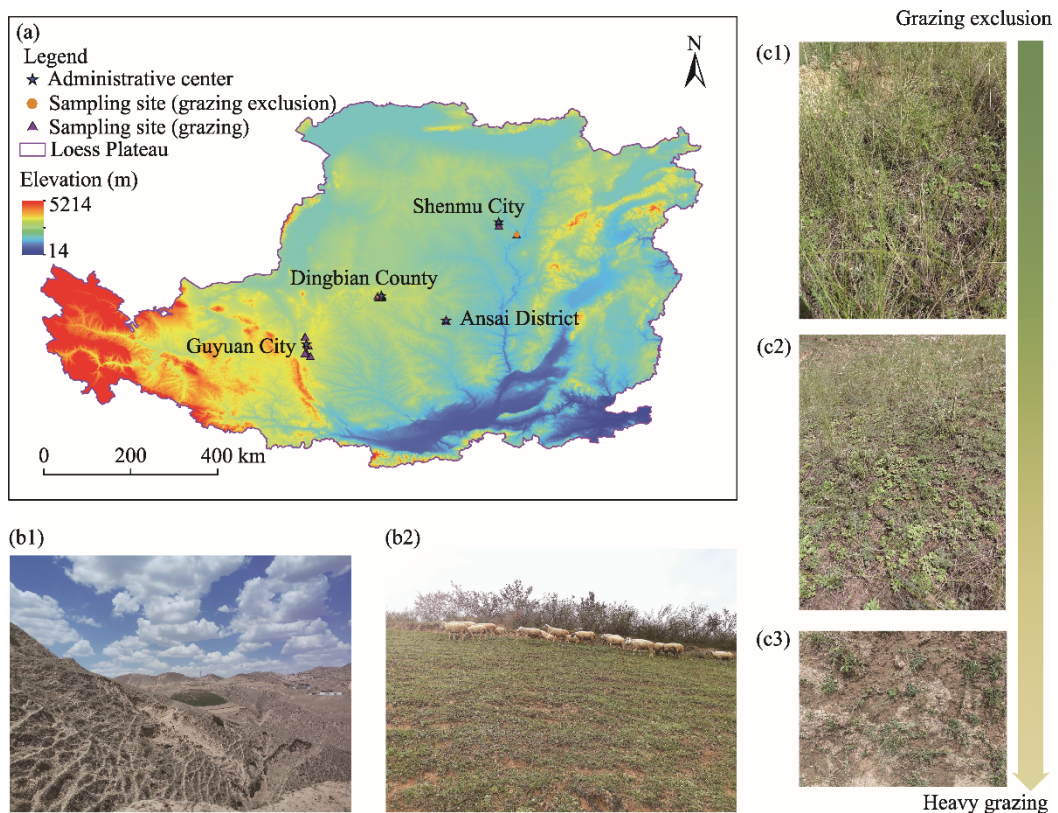 (a)
Legend
Administrative center
Sampling site (grazing exclusion)
Sampling site (grazing)
Loess Plateau
Elevation (m)
5214
14
N
Shenmu City
Dingbian County
Ansai District
Guyuan City
0 200 400 km
(b1)
(b2)
Grazing exclusion
(c1)
(c2)
(c3)
Heavy grazing